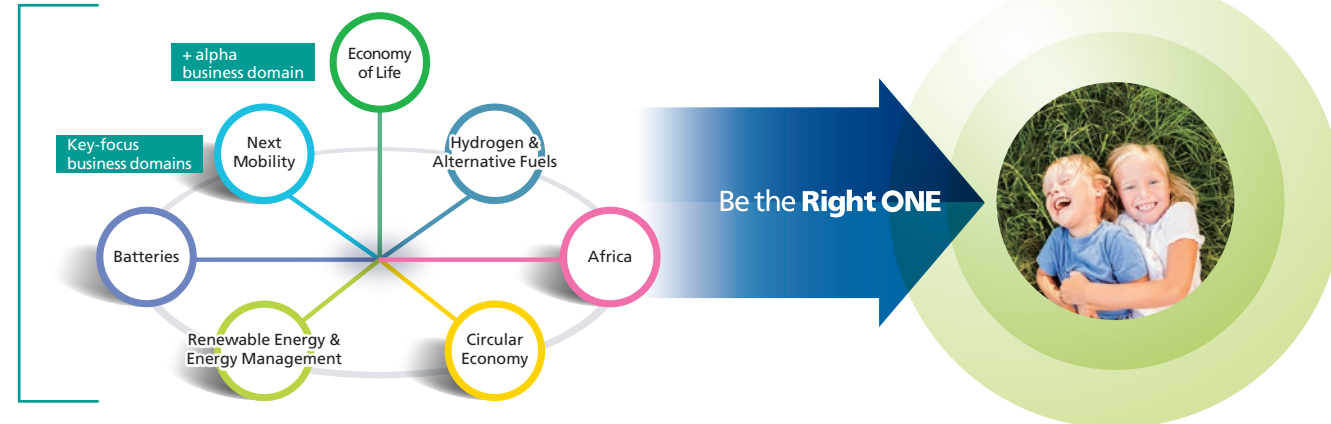 + alpha
business domain
Economy
of Life
Key-focus
business domains
Next
Mobility
Hydrogen &
Alternative Fuels
Be the Right ONE
Batteries
Africa
Renewable Energy &
Energy Management
Circular
Economy